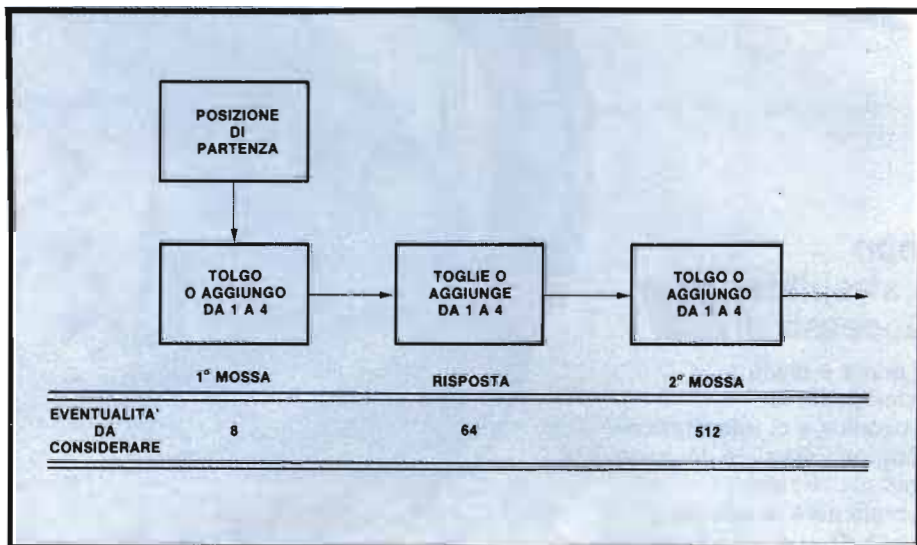 POSIZIONE
DI
PARTENZA
TOLGO
O AGGIUNGO
DA 1 A 4
TOGLIE O
AGGIUNGE
DA 1 A 4
TOLGO O
AGGIUNGO
DA 1 A 4
1° MOSSA
RISPOSTA
2° MOSSA
EVENTUALITA'
DA
CONSIDERARE
8
64
512